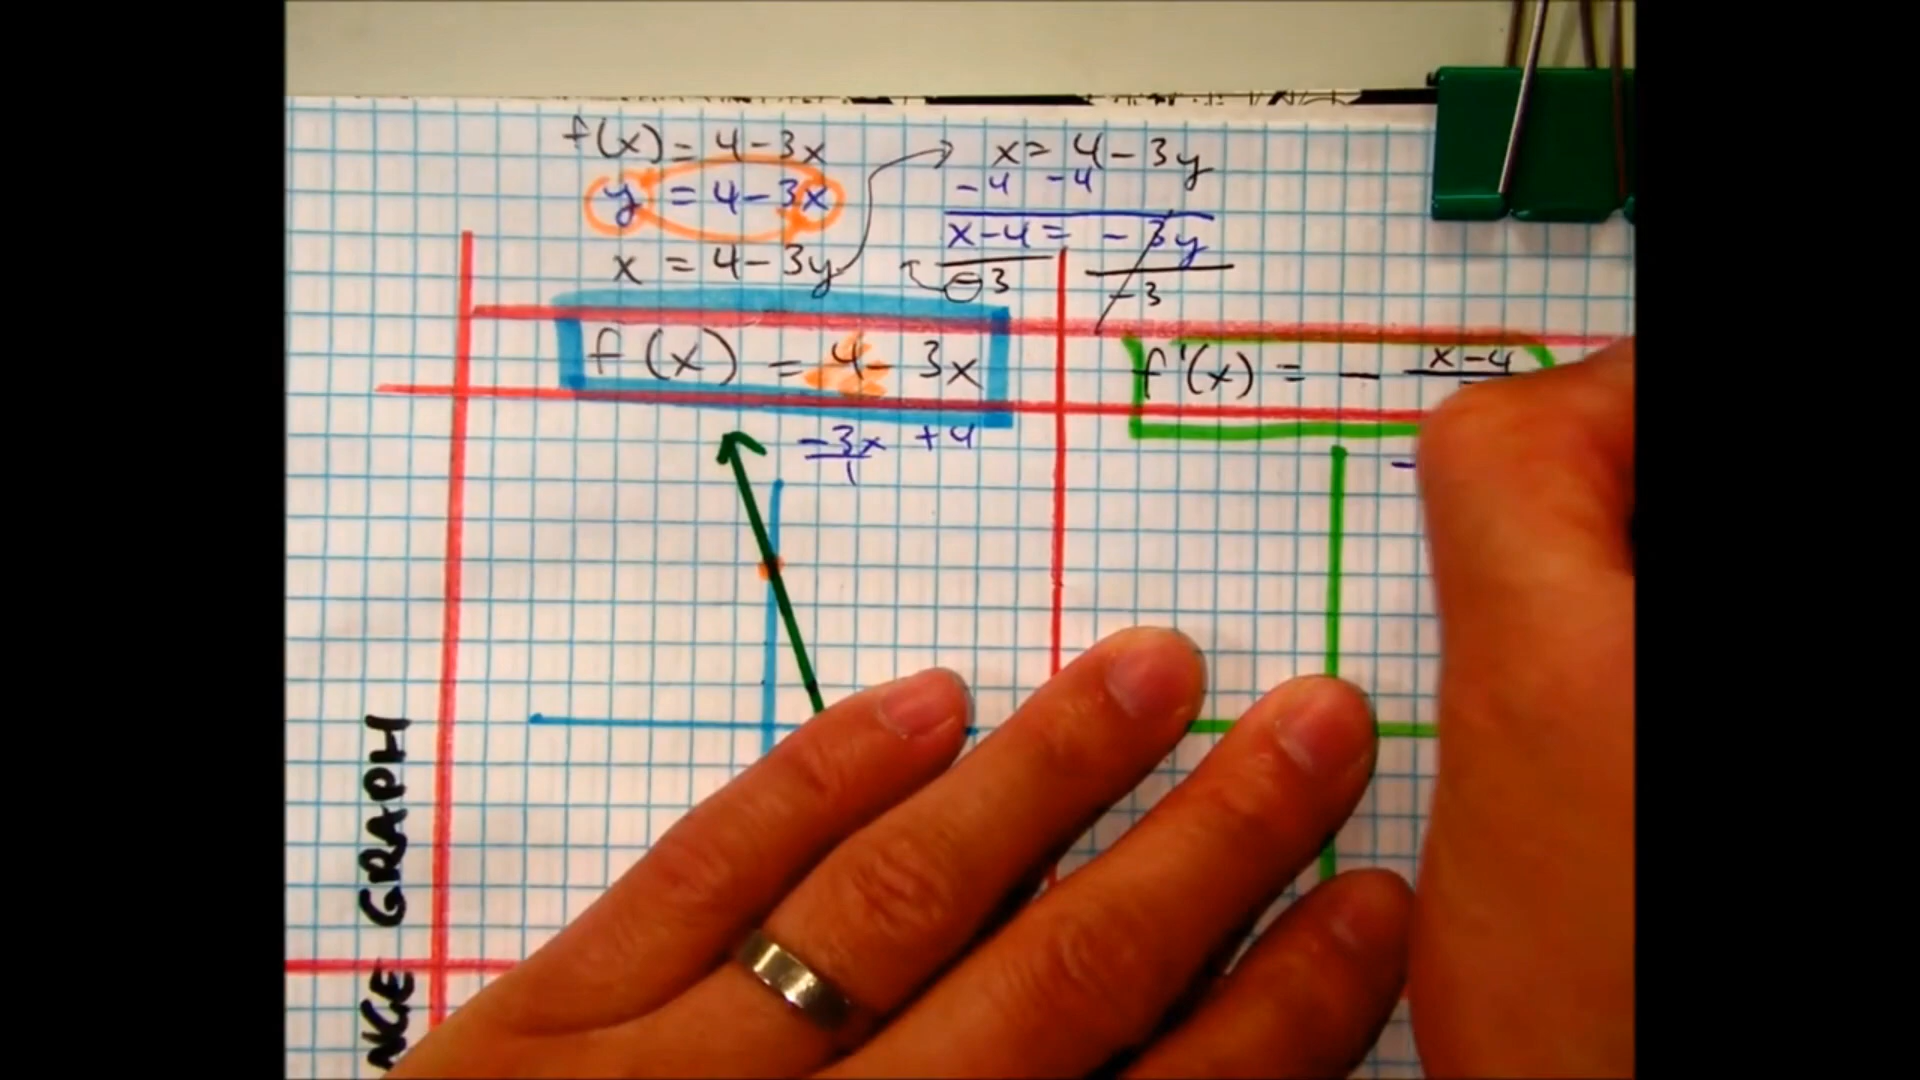 f(x) = 4-3x
y = 4-3x
x = 4-3y
x = 4-3y
-4 -4
x-4 = -3y
-3 -3
f(x) = 4- 3x
-3x +4
1
f'(x) = - x-4
-
NGE GRAPH